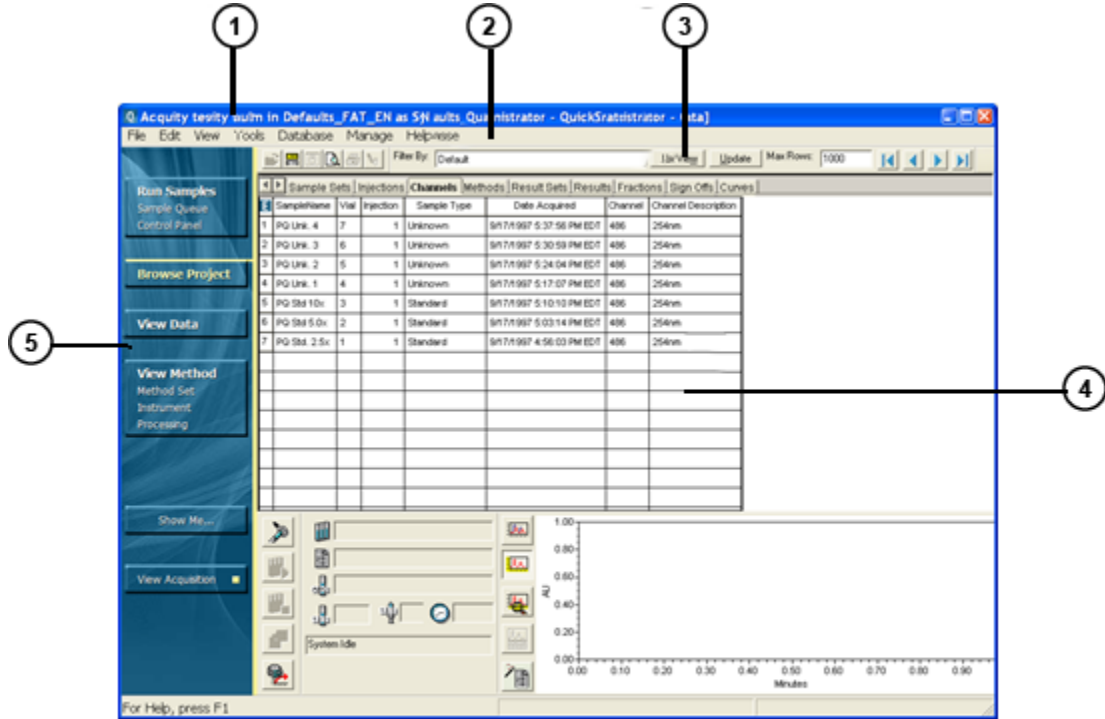 1
2
3
Acquity tesity
in Defaults_FAT_EN as
QuickS
File Edit View Tools Database Manage
Filter By: Default
Update Max Rows: 1000
Sample Sets Injections Channels Methods Result Sets Results Fractions Sign Offs Curves
SampleName Vial Injection Sample Type Date Acquired Channel Channel Description
1 PQ Unk. 4 7 1 Unknown 9/17/1997 5:37:56 PM EDT 486 254nm
2 PQ Unk. 3 6 1 Unknown 9/17/1997 5:30:59 PM EDT 486 254nm
3 PQ Unk. 2 5 1 Unknown 9/17/1997 5:24:04 PM EDT 486 254nm
4 PQ Unk. 1 4 1 Unknown 9/17/1997 5:17:07 PM EDT 486 254nm
5 PQ Std 10x 3 1 Standard 9/17/1997 5:10:10 PM EDT 486 254nm
6 PQ Std 5.0x 2 1 Standard 9/17/1997 5:03:14 PM EDT 486 254nm
7 PQ Std. 2.5x 1 1 Standard 9/17/1997 4:56:03 PM EDT 486 254nm
Run Samples
Sample Queue
Control Panel
Browse Project
View Data
View Method
Method Set
Instrument
Processing
Show Me...
View Acquisition
5
4
System Idle
1.00
0.80
0.60
0.40
0.20
0.00
AU
0.00 0.10 0.20 0.30 0.40 0.50 0.60 0.70 0.80 0.90
Minutes
For Help, press F1